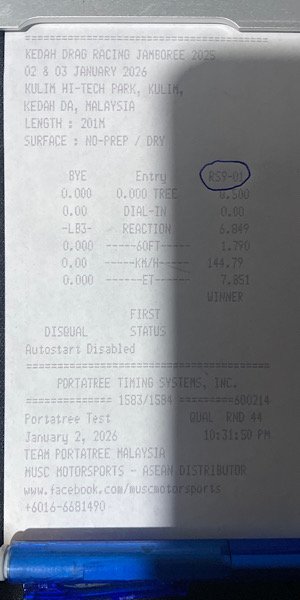 =====================================
KEDAH DRAG RACING JAMBOREE 2025
02 & 03 JANUARY 2026
KULIM HI-TECH PARK, KULIM,
KEDAH DA, MALAYSIA
LENGTH : 201M
SURFACE : NO-PREP / DRY
BYE Entry RS9-01
0.000 0.000 TREE 0.500
0.00 DIAL-IN 0.00
-LB3- REACTION 6.849
0.000 -----60FT----- 1.790
0.00 -----KM/H----- 144.79
0.000 ------ET------ 7.851
WINNER
FIRST
DISQUAL STATUS
Autostart Disabled
=====================================
PORTATREE TIMING SYSTEMS, INC.
============= 1583/1584 =========600214
Portatree Test QUAL RND 44
January 2, 2026 10:31:50 PM
TEAM PORTATREE MALAYSIA
MUSC MOTORSPORTS - ASEAN DISTRIBUTOR
www.facebook.com/muscmotorsports
+6016-6681490